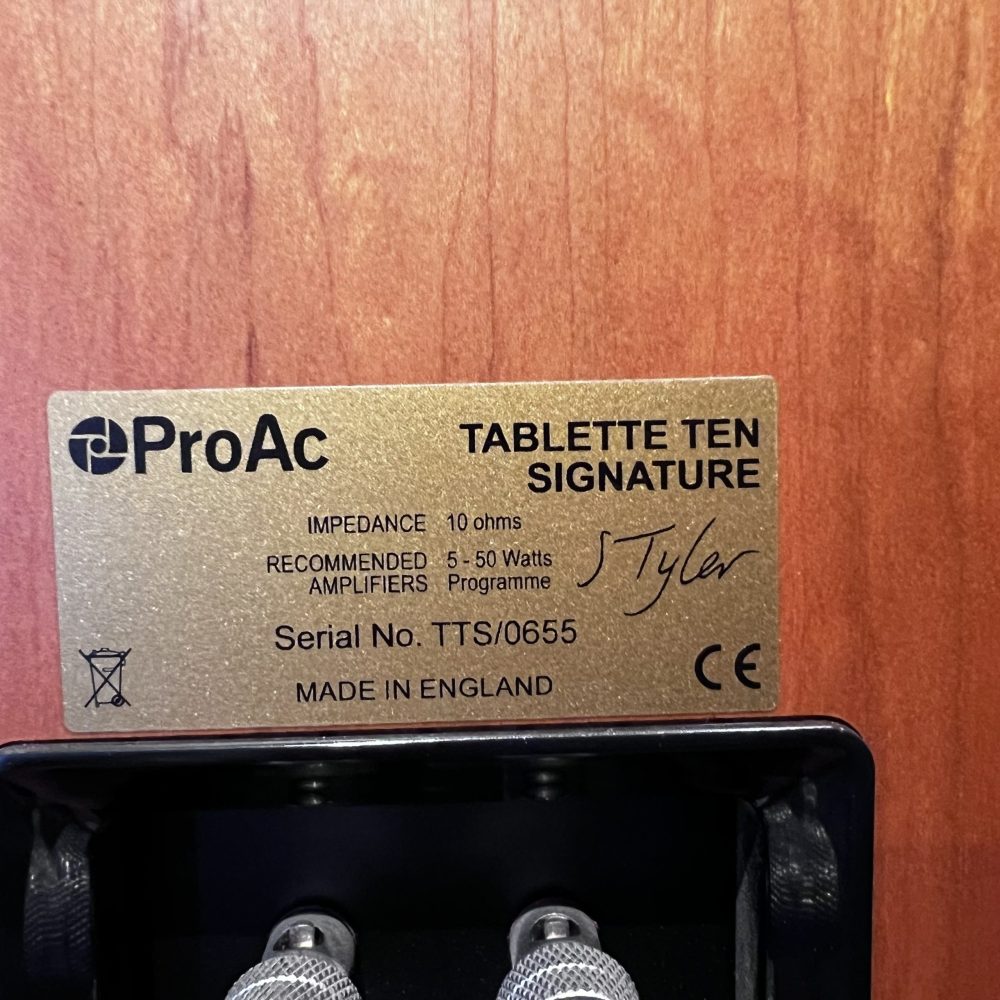 ProAc
TABLETTE TEN
SIGNATURE
IMPEDANCE 10 ohms
RECOMMENDED 5 - 50 Watts
AMPLIFIERS Programme
S Tyler
Serial No. TTS/0655
MADE IN ENGLAND
CE